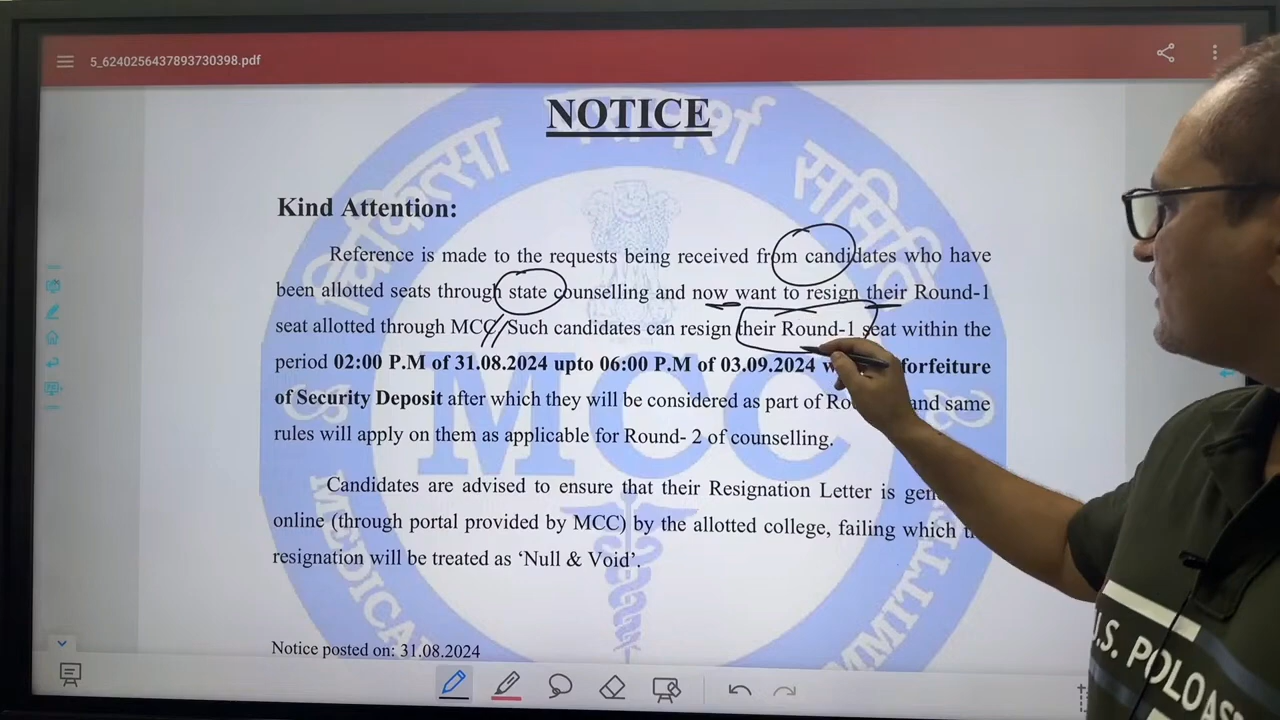 5_6240256437893730398.pdf
NOTICE
चिकित्सा परामर्श समिति
Kind Attention:
Reference is made to the requests being received from candidates who have
been allotted seats through state counselling and now want to resign their Round-1
seat allotted through MCC. Such candidates can resign their Round-1 seat within the
period 02:00 P.M of 31.08.2024 upto 06:00 P.M of 03.09.2024 forfeiture
of Security Deposit after which they will be considered as part of and same
rules will apply on them as applicable for Round- 2 of counselling.
MCC
Candidates are advised to ensure that their Resignation Letter is
online (through portal provided by MCC) by the allotted college, failing which
resignation will be treated as ‘Null & Void’.
MEDICAL
Notice posted on: 31.08.2024
U.S. POLO